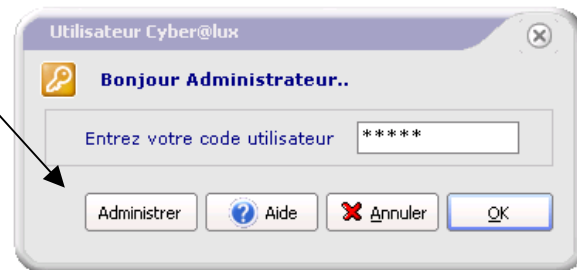 Utilisateur Cyber@lux
Bonjour Administrateur..
Entrez votre code utilisateur *****
Administrer Aide Annuler OK